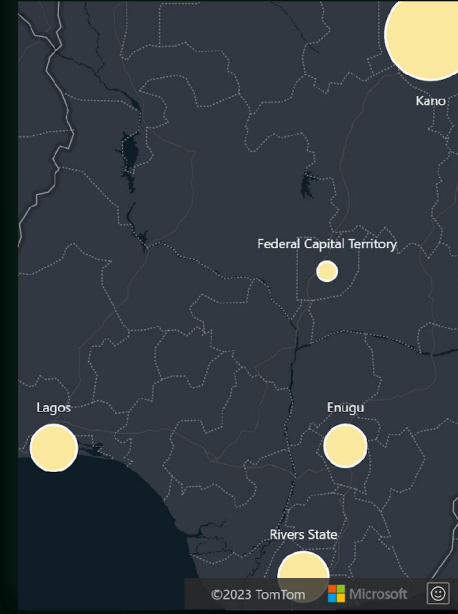 Kano
Federal Capital Territory
Lagos
Enugu
Rivers State
©2023 TomTom
Microsoft